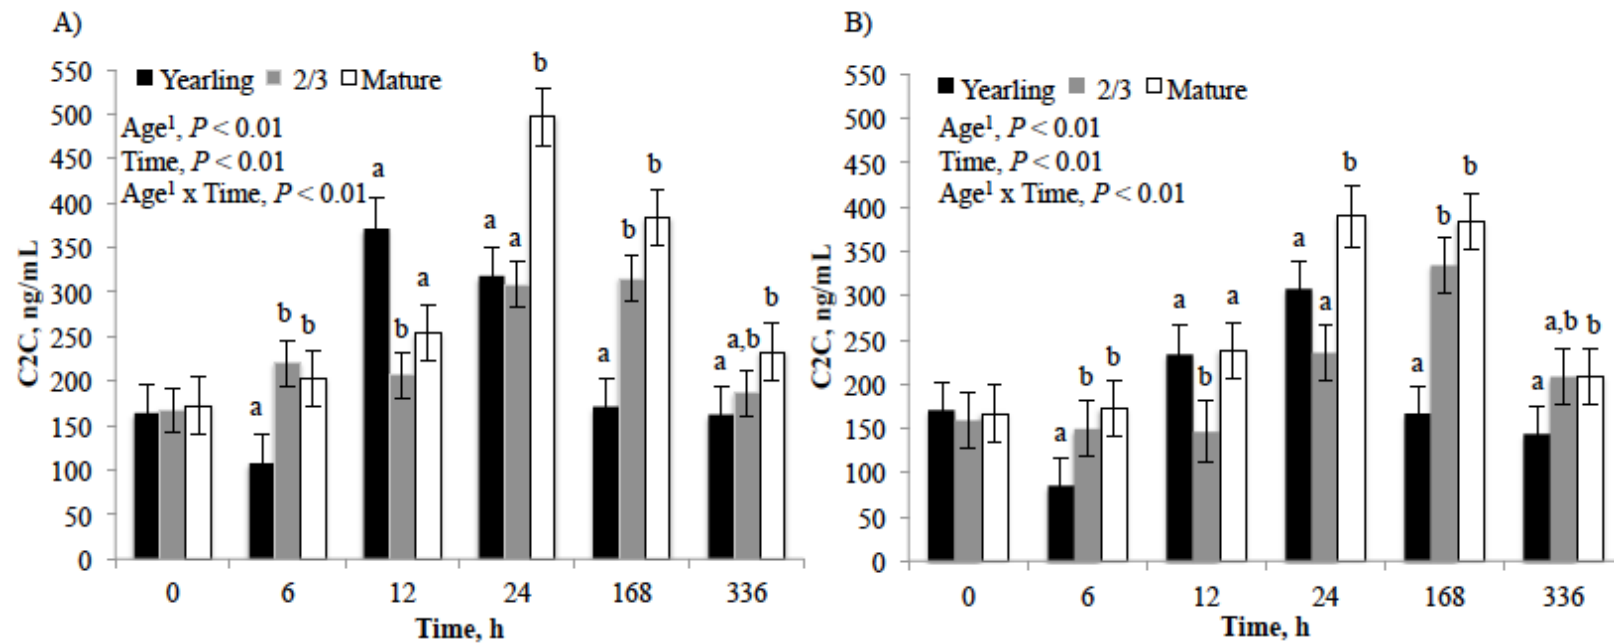 A)
Yearling 2/3 Mature
Age¹, P < 0.01
Time, P < 0.01
Age¹ x Time, P < 0.01
C2C, ng/mL
550
500
450
400
350
300
250
200
150
100
50
0
a b b
a b a
a a b
a b b
a a,b b
0 6 12 24 168 336
Time, h
B)
Yearling 2/3 Mature
Age¹, P < 0.01
Time, P < 0.01
Age¹ x Time, P < 0.01
C2C, ng/mL
550
500
450
400
350
300
250
200
150
100
50
0
a b b
a b a
a a b
a b b
a a,b b
0 6 12 24 168 336
Time, h